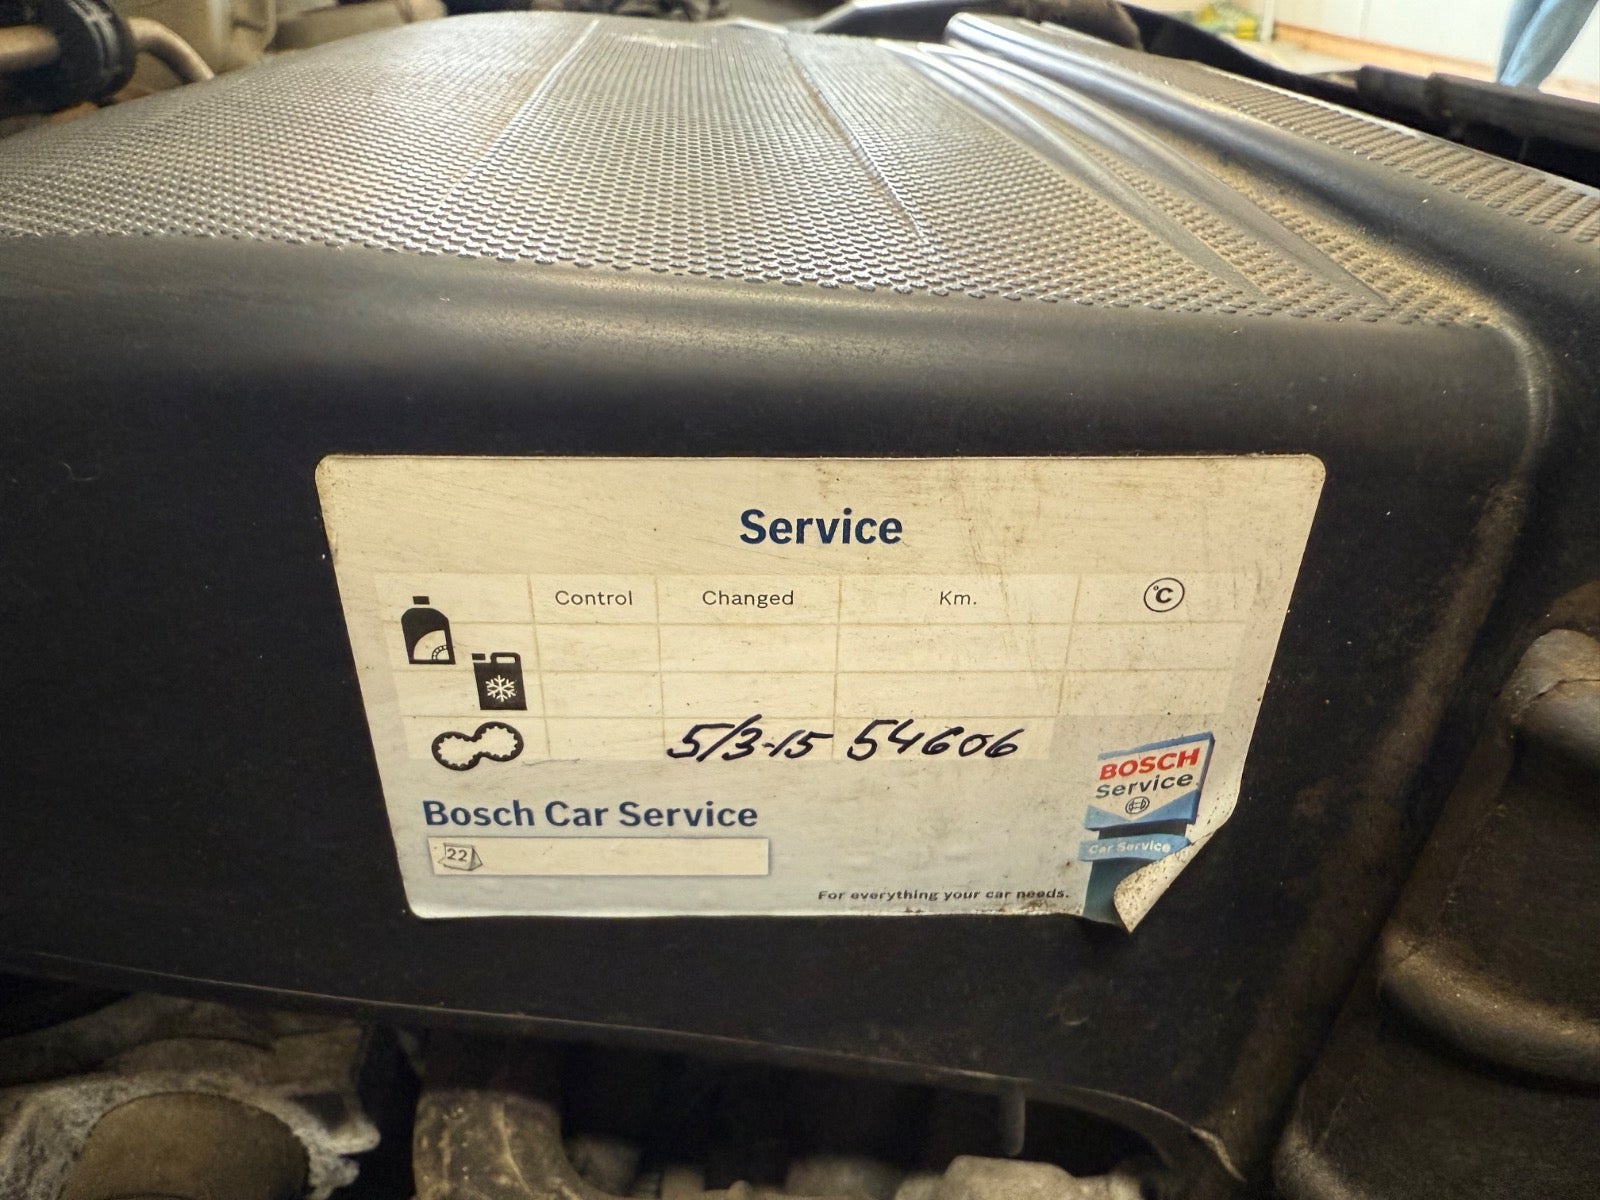 Service
Control Changed Km. °C
5/3-15 54606
Bosch Car Service
22
BOSCH
Service
Car Service
For everything your car needs.